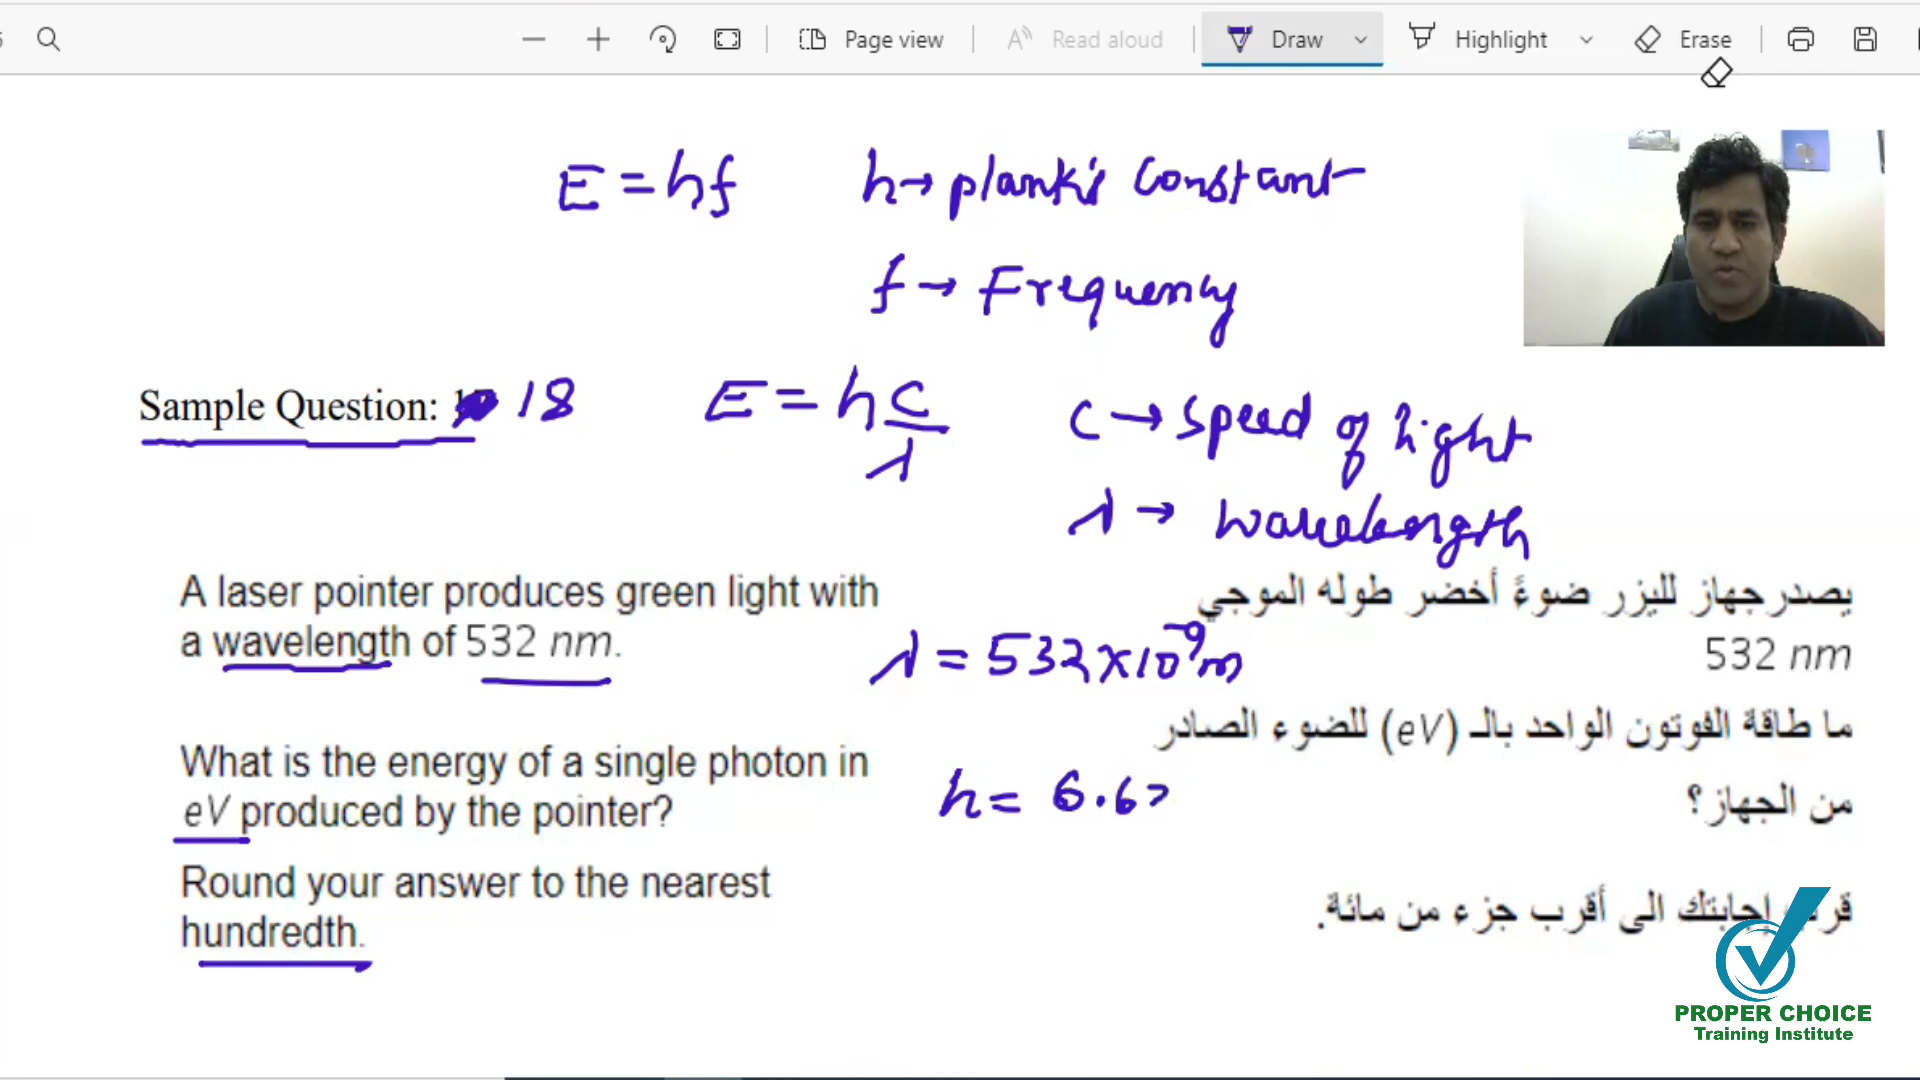 Page view
Read aloud
Draw
Highlight
Erase
E = hf
h → plank's constant
f → Frequency
Sample Question: 18
E = h c/λ
c → speed of light
λ → wavelength
A laser pointer produces green light with
a wavelength of 532 nm.
يصدر جهاز لليزر ضوءً أخضر طوله الموجي
532 nm
λ = 532 x 10⁻⁹ m
What is the energy of a single photon in
eV produced by the pointer?
ما طاقة الفوتون الواحد بالـ (eV) للضوء الصادر
من الجهاز؟
h = 6.6
Round your answer to the nearest
hundredth.
إجابتك الى أقرب جزء من مائة.
PROPER CHOICE
Training Institute